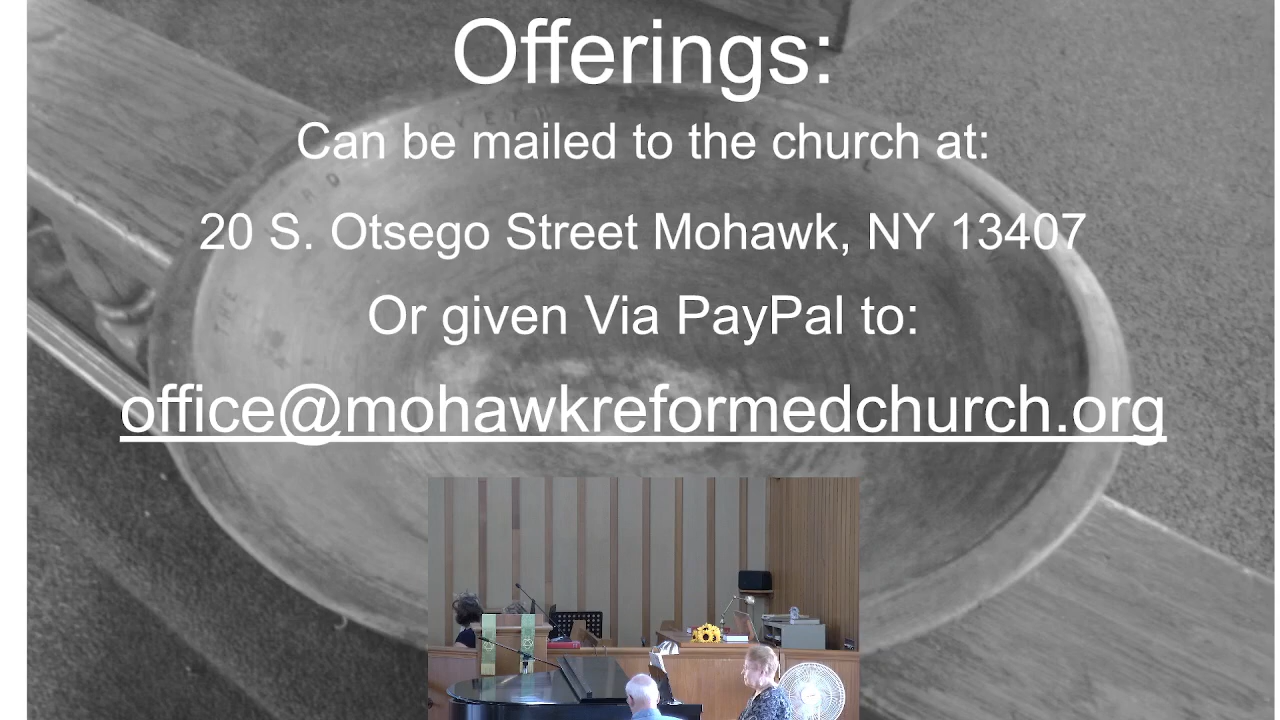 Offerings:
Can be mailed to the church at:
20 S. Otsego Street Mohawk, NY 13407
Or given Via PayPal to:
office@mohawkreformedchurch.org